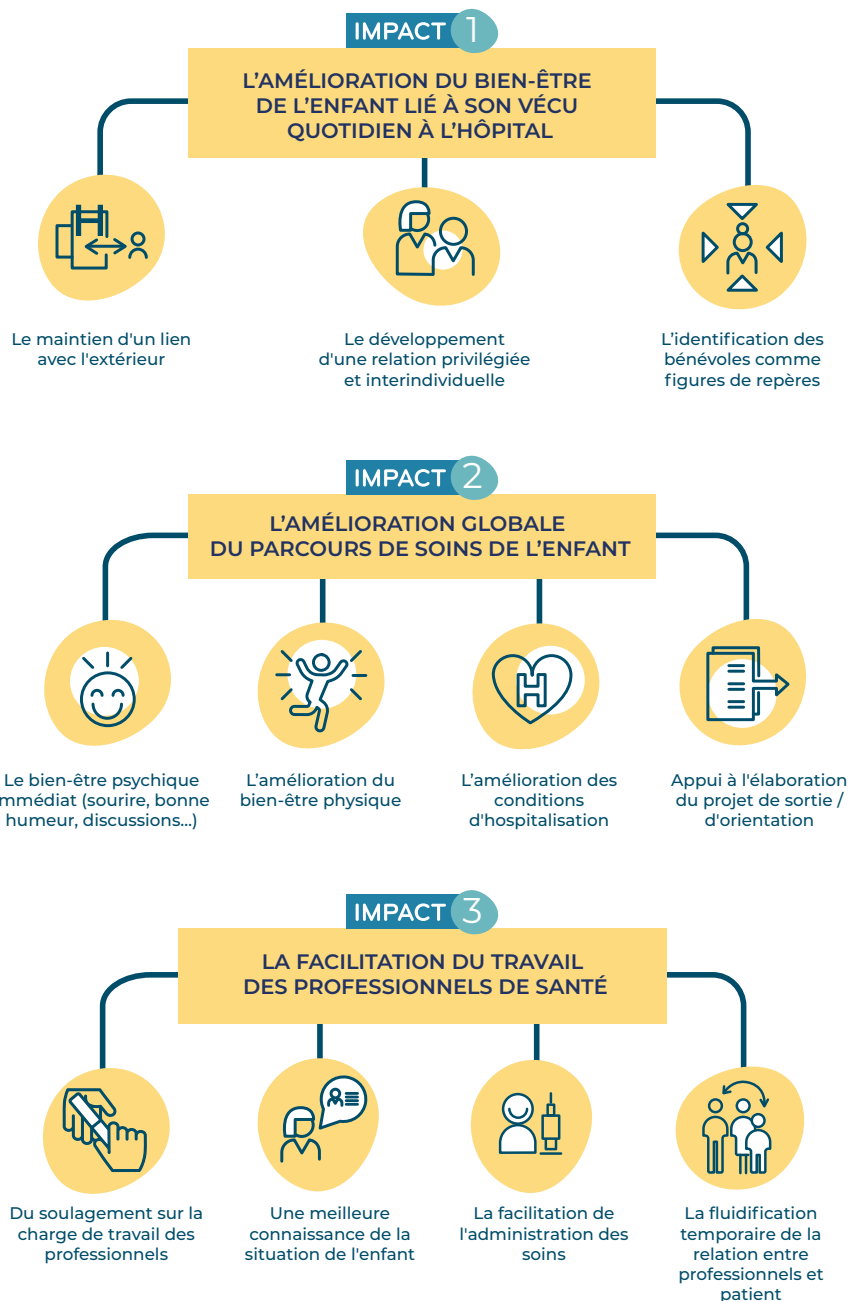 IMPACT 1
L'AMÉLIORATION DU BIEN-ÊTRE
DE L'ENFANT LIÉ À SON VÉCU
QUOTIDIEN À L'HÔPITAL
Le maintien d'un lien
avec l'extérieur
Le développement
d'une relation privilégiée
et interindividuelle
L'identification des
bénévoles comme
figures de repères
IMPACT 2
L'AMÉLIORATION GLOBALE
DU PARCOURS DE SOINS DE L'ENFANT
Le bien-être psychique
immédiat (sourire, bonne
humeur, discussions...)
L'amélioration du
bien-être physique
H
L'amélioration des
conditions
d'hospitalisation
Appui à l'élaboration
du projet de sortie /
d'orientation
IMPACT 3
LA FACILITATION DU TRAVAIL
DES PROFESSIONNELS DE SANTÉ
Du soulagement sur la
charge de travail des
professionnels
Une meilleure
connaissance de la
situation de l'enfant
La facilitation de
l'administration des
soins
La fluidification
temporaire de la
relation entre
professionnels et
patient